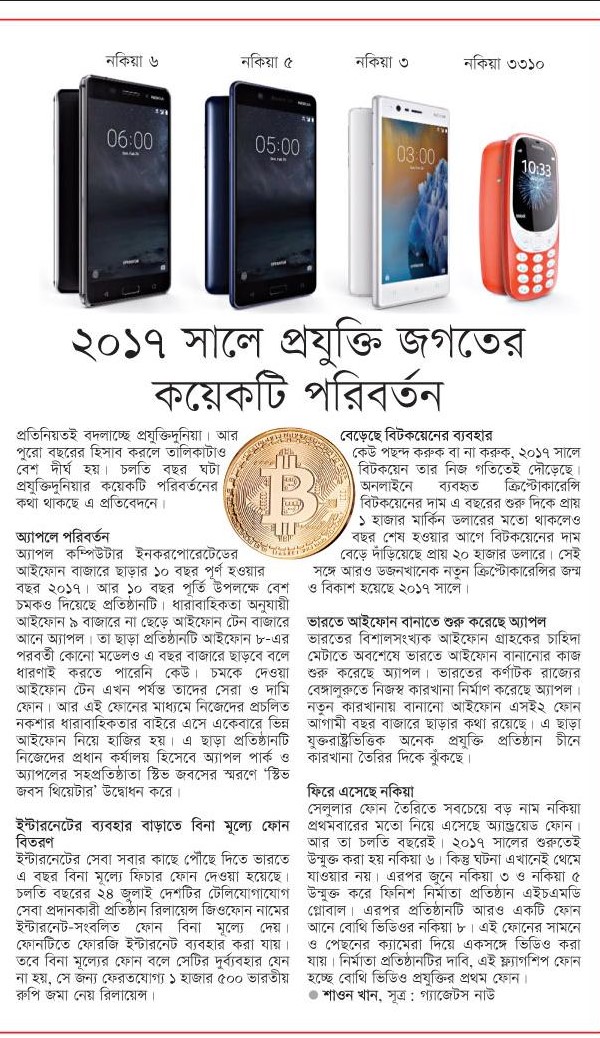 নকিয়া ৬
নকিয়া ৫
নকিয়া ৩
নকিয়া ৩৩১০
06:00
05:00
03:00
10:33
২০১৭ সালে প্রযুক্তি জগতের
কয়েকটি পরিবর্তন
প্রতিনিয়তই বদলাচ্ছে প্রযুক্তিদুনিয়া। আর
পুরো বছরের হিসাব করলে তালিকাটাও
বেশ দীর্ঘ হয়। চলতি বছর ঘটা
প্রযুক্তিদুনিয়ার কয়েকটি পরিবর্তনের
কথা থাকছে এ প্রতিবেদনে।
অ্যাপলে পরিবর্তন
অ্যাপল কম্পিউটার ইনকরপোরেটেডের
আইফোন বাজারে ছাড়ার ১০ বছর পূর্ণ হওয়ার
বছর ২০১৭। আর ১০ বছর পূর্তি উপলক্ষে বেশ
চমকও দিয়েছে প্রতিষ্ঠানটি। ধারাবাহিকতা অনুযায়ী
আইফোন ৯ বাজারে না ছেড়ে আইফোন টেন বাজারে
আনে অ্যাপল। তা ছাড়া প্রতিষ্ঠানটি আইফোন ৮-এর
পরবর্তী কোনো মডেলও এ বছর বাজারে ছাড়বে বলে
ধারণাই করতে পারেনি কেউ। চমকে দেওয়া
আইফোন টেন এখন পর্যন্ত তাদের সেরা ও দামি
ফোন। আর এই ফোনের মাধ্যমে নিজেদের প্রচলিত
নকশার ধারাবাহিকতার বাইরে এসে একেবারে ভিন্ন
আইফোন নিয়ে হাজির হয়। এ ছাড়া প্রতিষ্ঠানটি
নিজেদের প্রধান কার্যালয় হিসেবে অ্যাপল পার্ক ও
অ্যাপলের সহপ্রতিষ্ঠাতা স্টিভ জবসের স্মরণে ‘স্টিভ
জবস থিয়েটার’ উদ্বোধন করে।
ইন্টারনেটের ব্যবহার বাড়াতে বিনা মূল্যে ফোন
বিতরণ
ইন্টারনেটের সেবা সবার কাছে পৌঁছে দিতে ভারতে
এ বছর বিনা মূল্যে ফিচার ফোন দেওয়া হয়েছে।
চলতি বছরের ২৪ জুলাই দেশটির টেলিযোগাযোগ
সেবা প্রদানকারী প্রতিষ্ঠান রিলায়েন্স জিওফোন নামের
ইন্টারনেট-সংবলিত ফোন বিনা মূল্যে দেয়।
ফোনটিতে ফোরজি ইন্টারনেট ব্যবহার করা যায়।
তবে বিনা মূল্যের ফোন বলে সেটির দুর্ব্যবহার যেন
না হয়, সে জন্য ফেরতযোগ্য ১ হাজার ৫০০ ভারতীয়
রুপি জমা নেয় রিলায়েন্স।
বেড়েছে বিটকয়েনের ব্যবহার
কেউ পছন্দ করুক বা না করুক, ২০১৭ সালে
বিটকয়েন তার নিজ গতিতেই দৌড়েছে।
অনলাইনে ব্যবহৃত ক্রিপ্টোকারেন্সি
বিটকয়েনের দাম এ বছরের শুরু দিকে প্রায়
১ হাজার মার্কিন ডলারের মতো থাকলেও
বছর শেষ হওয়ার আগে বিটকয়েনের দাম
বেড়ে দাঁড়িয়েছে প্রায় ২০ হাজার ডলারে। সেই
সঙ্গে আরও ডজনখানেক নতুন ক্রিপ্টোকারেন্সির জন্ম
ও বিকাশ হয়েছে ২০১৭ সালে।
ভারতে আইফোন বানাতে শুরু করেছে অ্যাপল
ভারতের বিশালসংখ্যক আইফোন গ্রাহকের চাহিদা
মেটাতে অবশেষে ভারতে আইফোন বানানোর কাজ
শুরু করেছে অ্যাপল। ভারতের কর্ণাটক রাজ্যের
বেঙ্গালুরুতে নিজস্ব কারখানা নির্মাণ করেছে অ্যাপল।
নতুন কারখানায় বানানো আইফোন এসই২ ফোন
আগামী বছর বাজারে ছাড়ার কথা রয়েছে। এ ছাড়া
যুক্তরাষ্ট্রভিত্তিক অনেক প্রযুক্তি প্রতিষ্ঠান চীনে
কারখানা তৈরির দিকে ঝুঁকছে।
ফিরে এসেছে নকিয়া
সেলুলার ফোন তৈরিতে সবচেয়ে বড় নাম নকিয়া
প্রথমবারের মতো নিয়ে এসেছে অ্যান্ড্রয়েড ফোন।
আর তা চলতি বছরেই। ২০১৭ সালের শুরুতেই
উন্মুক্ত করা হয় নকিয়া ৬। কিন্তু ঘটনা এখানেই থেমে
যাওয়ার নয়। এরপর জুনে নকিয়া ৩ ও নকিয়া ৫
উন্মুক্ত করে ফিনিশ নির্মাতা প্রতিষ্ঠান এইচএমডি
গ্লোবাল। এরপর প্রতিষ্ঠানটি আরও একটি ফোন
আনে বোথি ভিডিওর নকিয়া ৮। এই ফোনের সামনে
ও পেছনের ক্যামেরা দিয়ে একসঙ্গে ভিডিও করা
যায়। নির্মাতা প্রতিষ্ঠানটির দাবি, এই ফ্ল্যাগশিপ ফোন
হচ্ছে বোথি ভিডিও প্রযুক্তির প্রথম ফোন।
● শাওন খান, সূত্র : গ্যাজেটস নাউ